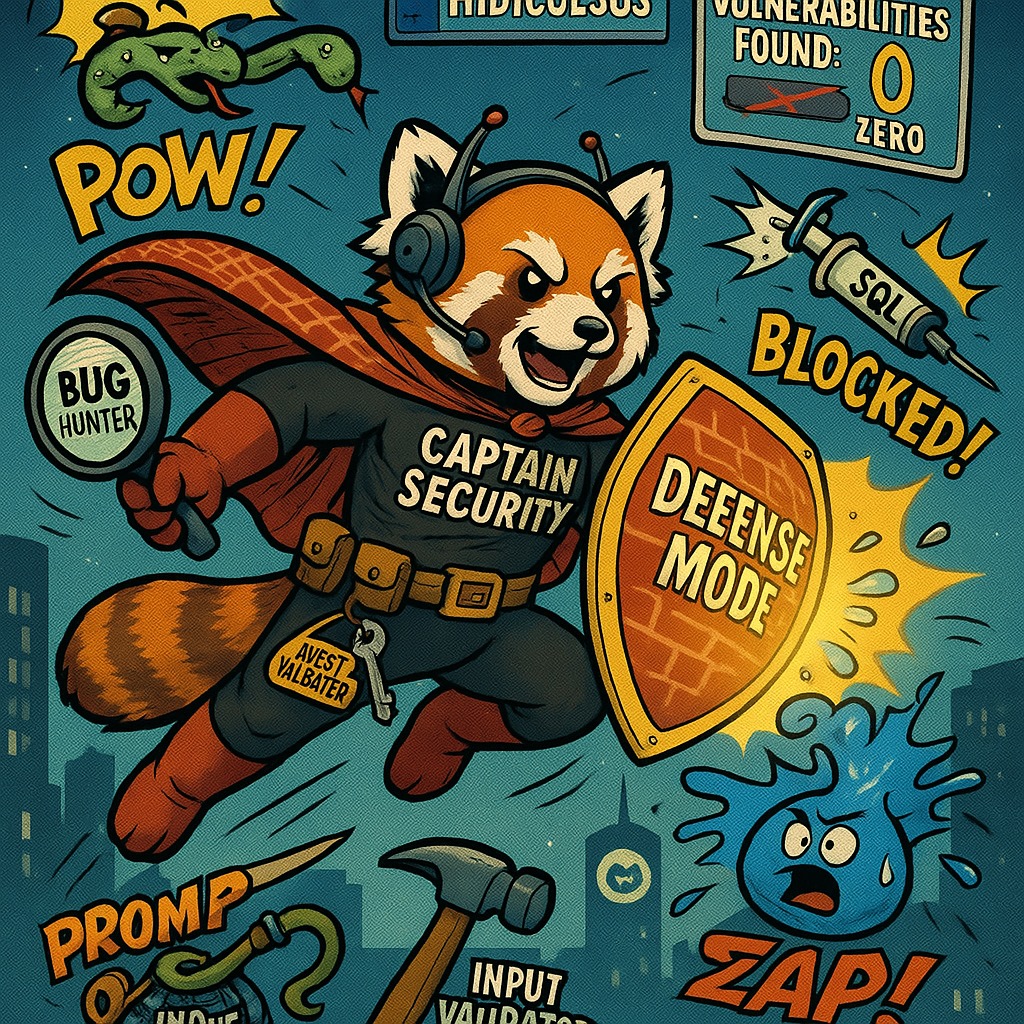 HIDICULSUS
VULNERABILITIES
FOUND: 0
ZERO
POW!
SQL
BLOCKED!
BUG
HUNTER
CAPTAIN
SECURITY
DEEENSE
MODE
AVEST
VALBATER
PROMP
INPUT
ZAP!